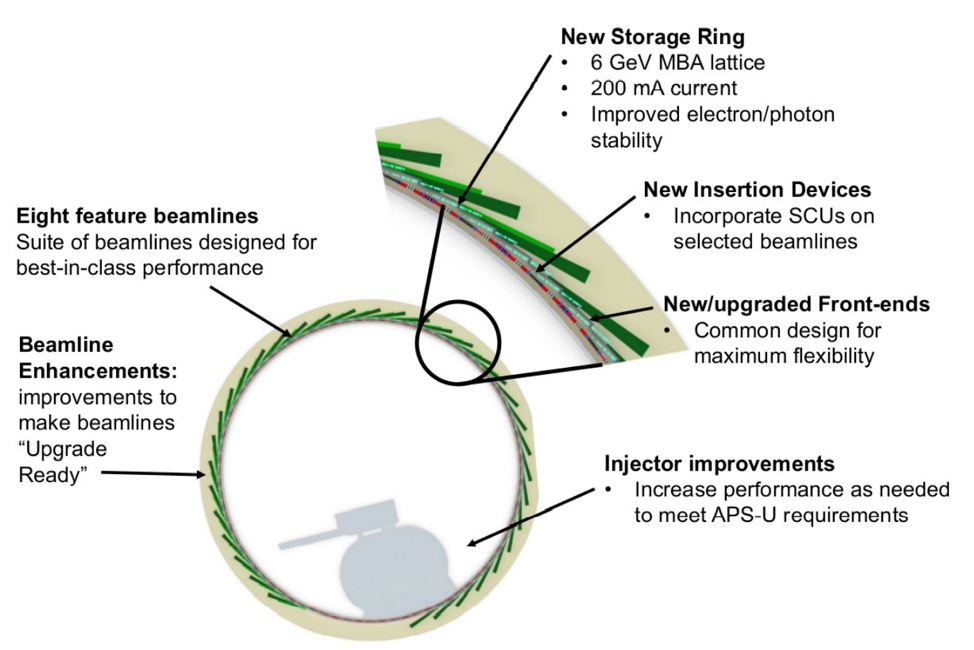 New Storage Ring
• 6 GeV MBA lattice
• 200 mA current
• Improved electron/photon
stability
New Insertion Devices
• Incorporate SCUs on
selected beamlines
Eight feature beamlines
Suite of beamlines designed for
best-in-class performance
New/upgraded Front-ends
• Common design for
maximum flexibility
Beamline
Enhancements:
improvements to
make beamlines
“Upgrade
Ready”
Injector improvements
• Increase performance as needed
to meet APS-U requirements